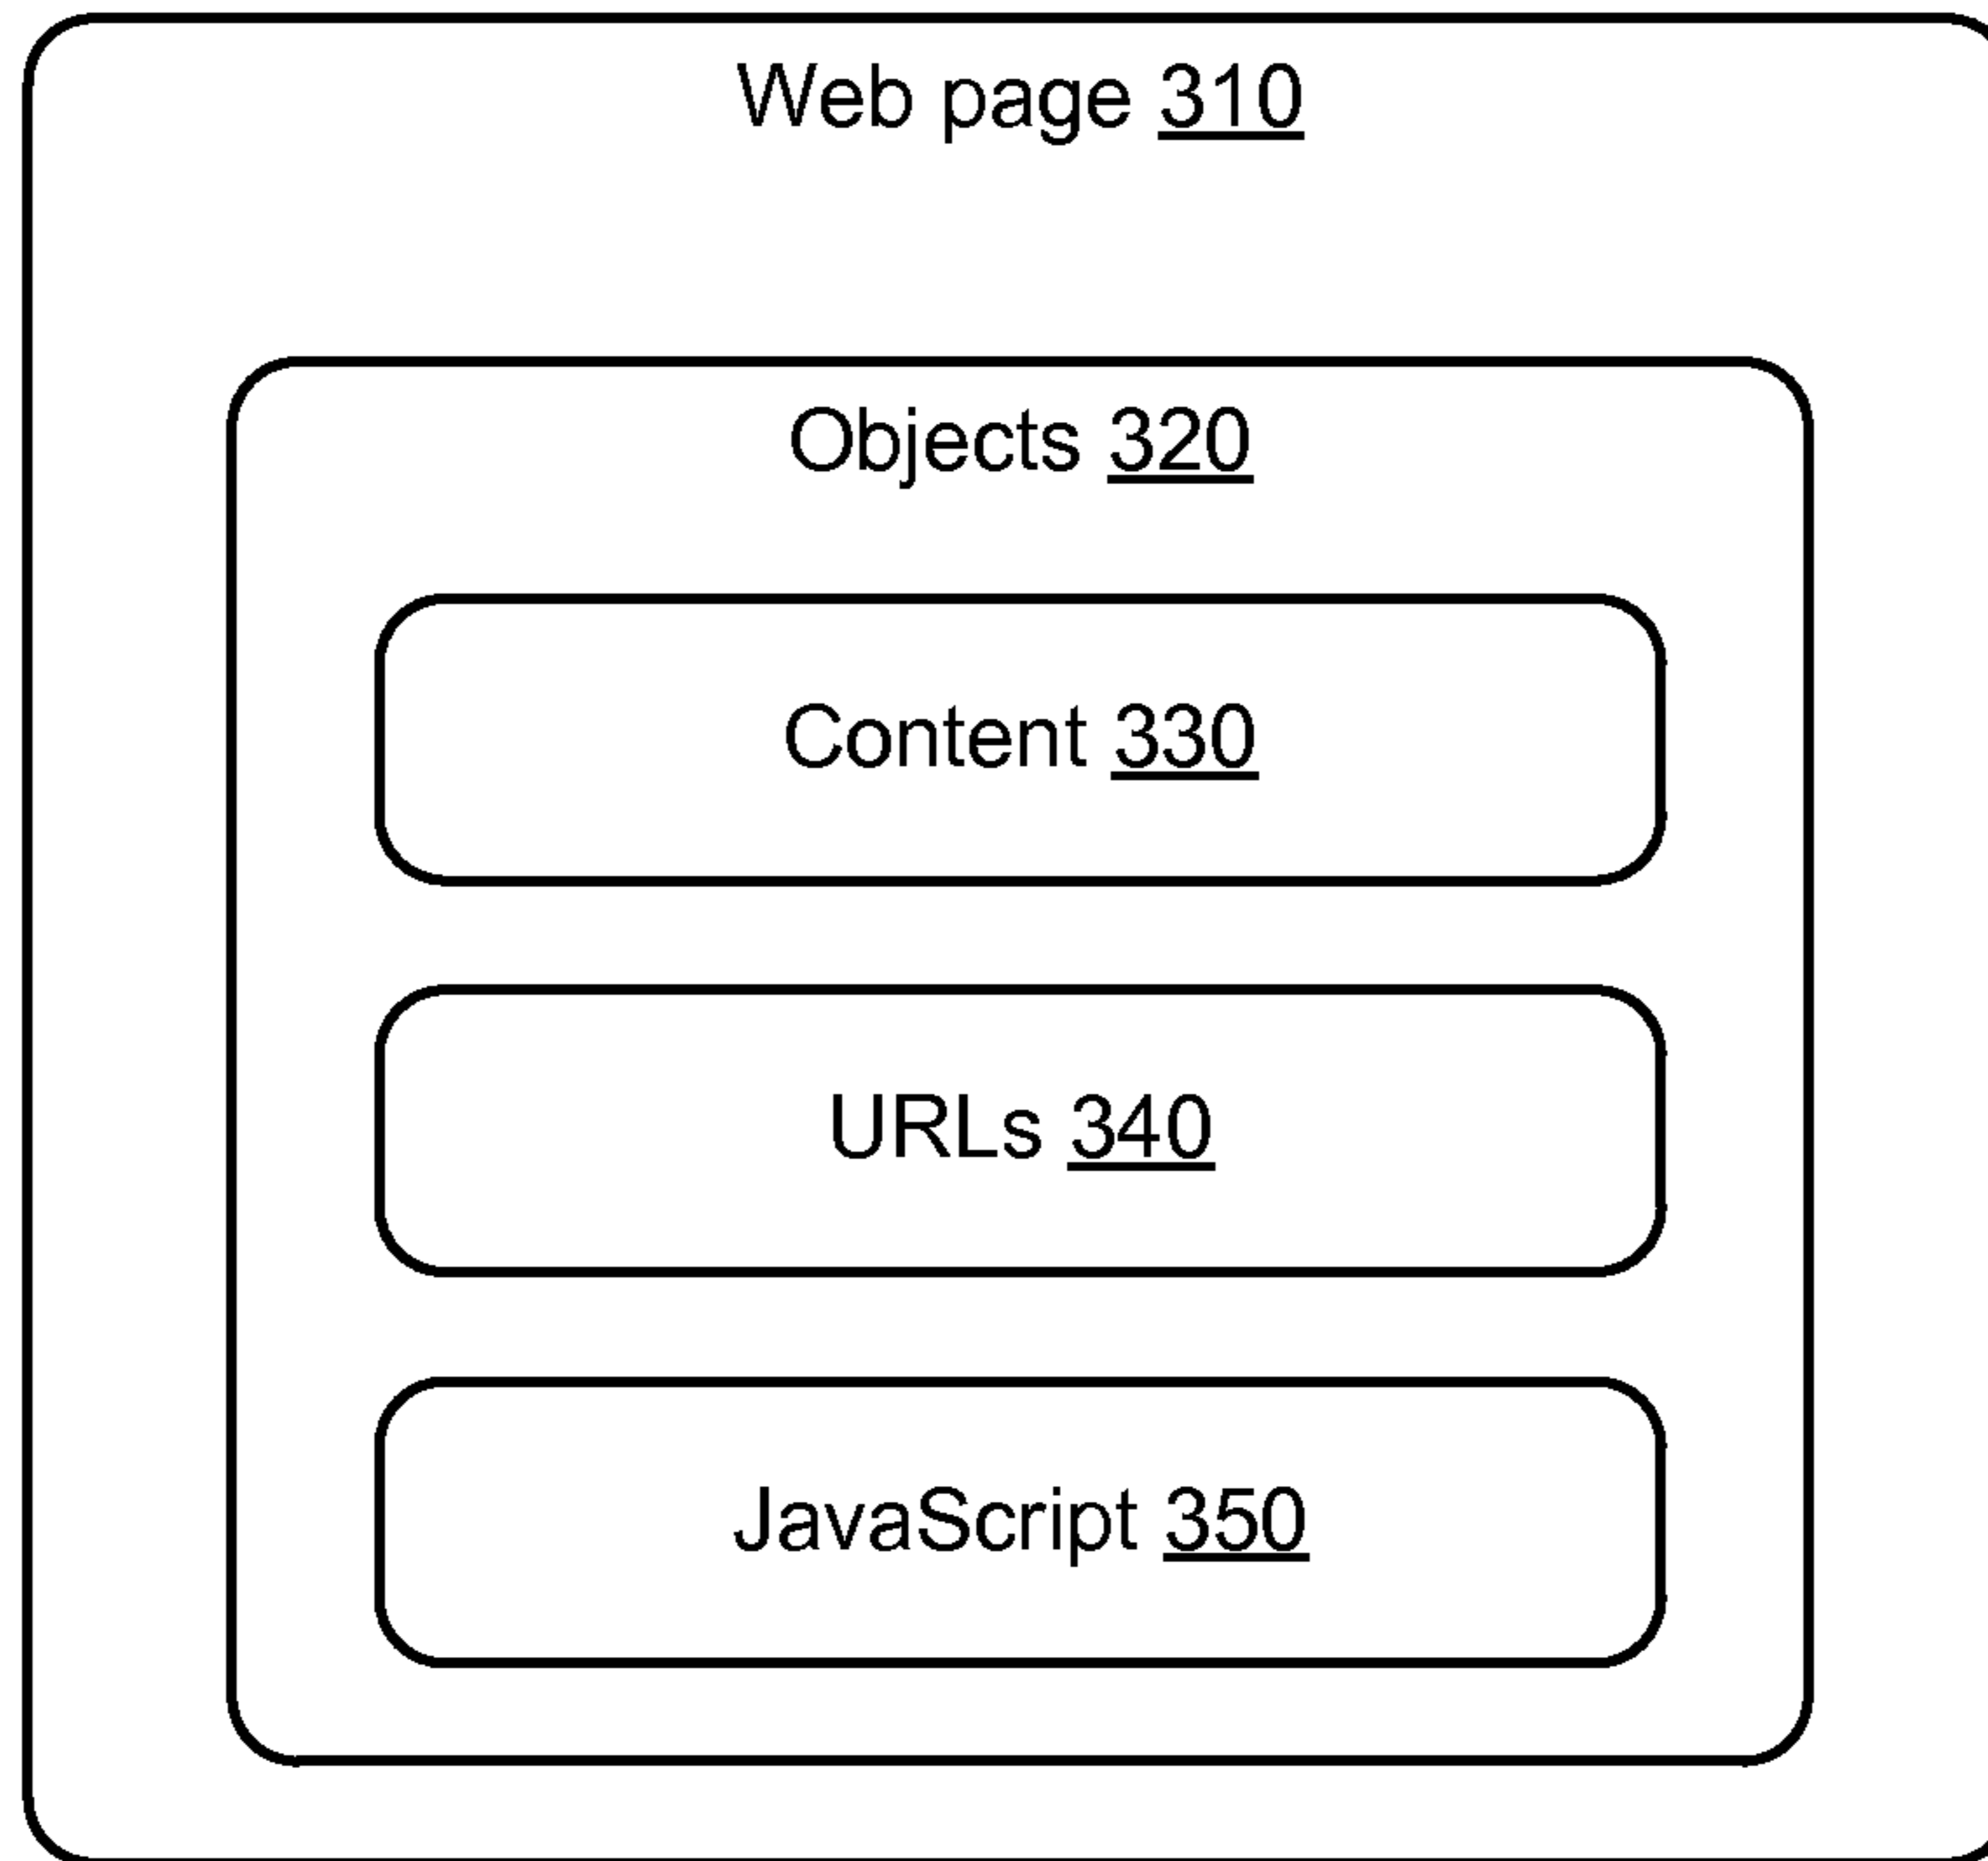 Web page 310
Objects 320
Content 330
URLs 340
JavaScript 350